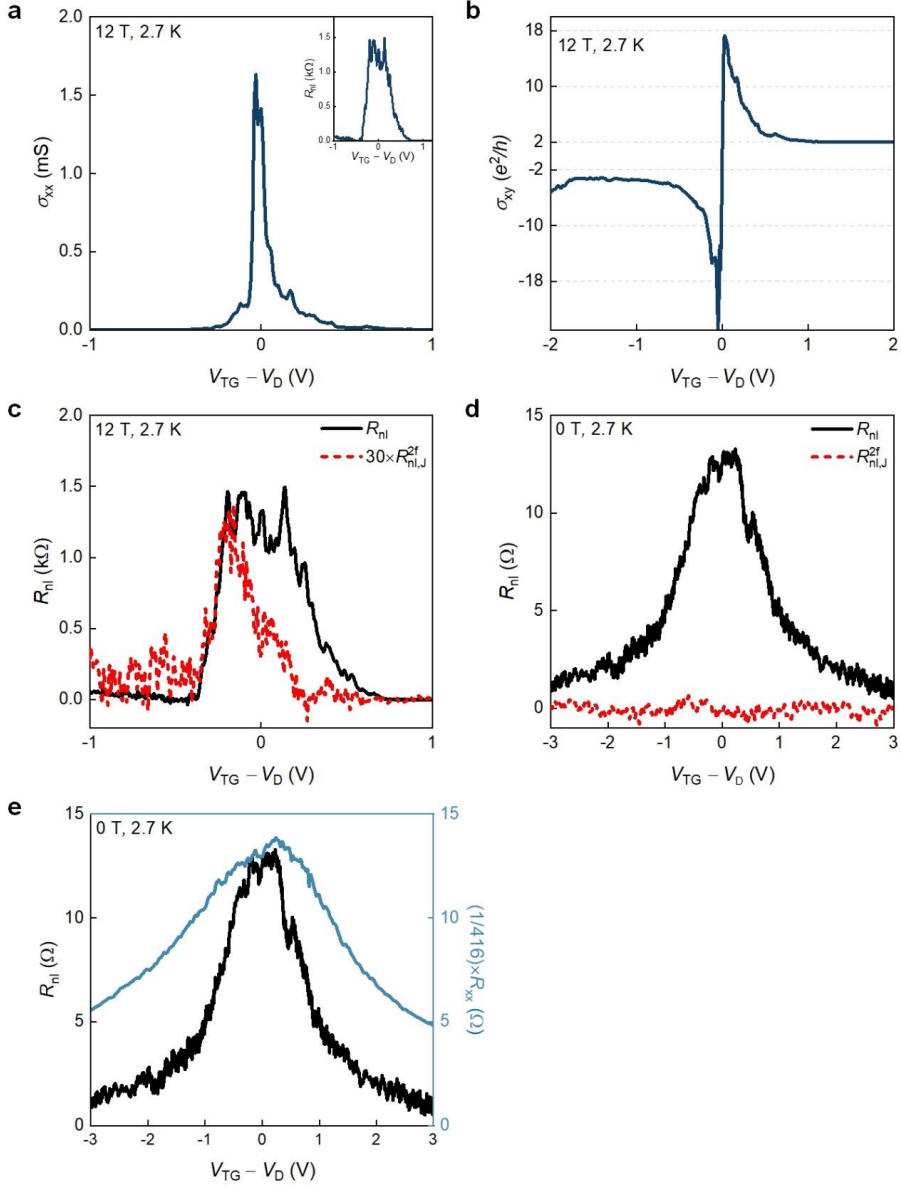 a
2.0
12 T, 2.7 K
1.5
1.0
0.5
0.0
σxx (mS)
-1
0
1
VTG − VD (V)
1.5
1.0
0.5
0.0
Rnl (kΩ)
-1
0
1
VTG − VD (V)
b
12 T, 2.7 K
18
10
2
-2
-10
-18
σxy (e²/h)
-2
-1
0
1
2
VTG − VD (V)
c
2.0
12 T, 2.7 K
Rnl
30×R2fnl,J
1.5
1.0
0.5
0.0
Rnl (kΩ)
-1
0
1
VTG − VD (V)
d
15
0 T, 2.7 K
Rnl
R2fnl,J
10
5
0
Rnl (Ω)
-3
-2
-1
0
1
2
3
VTG − VD (V)
e
15
0 T, 2.7 K
10
5
0
Rnl (Ω)
15
10
5
0
(1/416)×Rxx (Ω)
-3
-2
-1
0
1
2
3
VTG − VD (V)